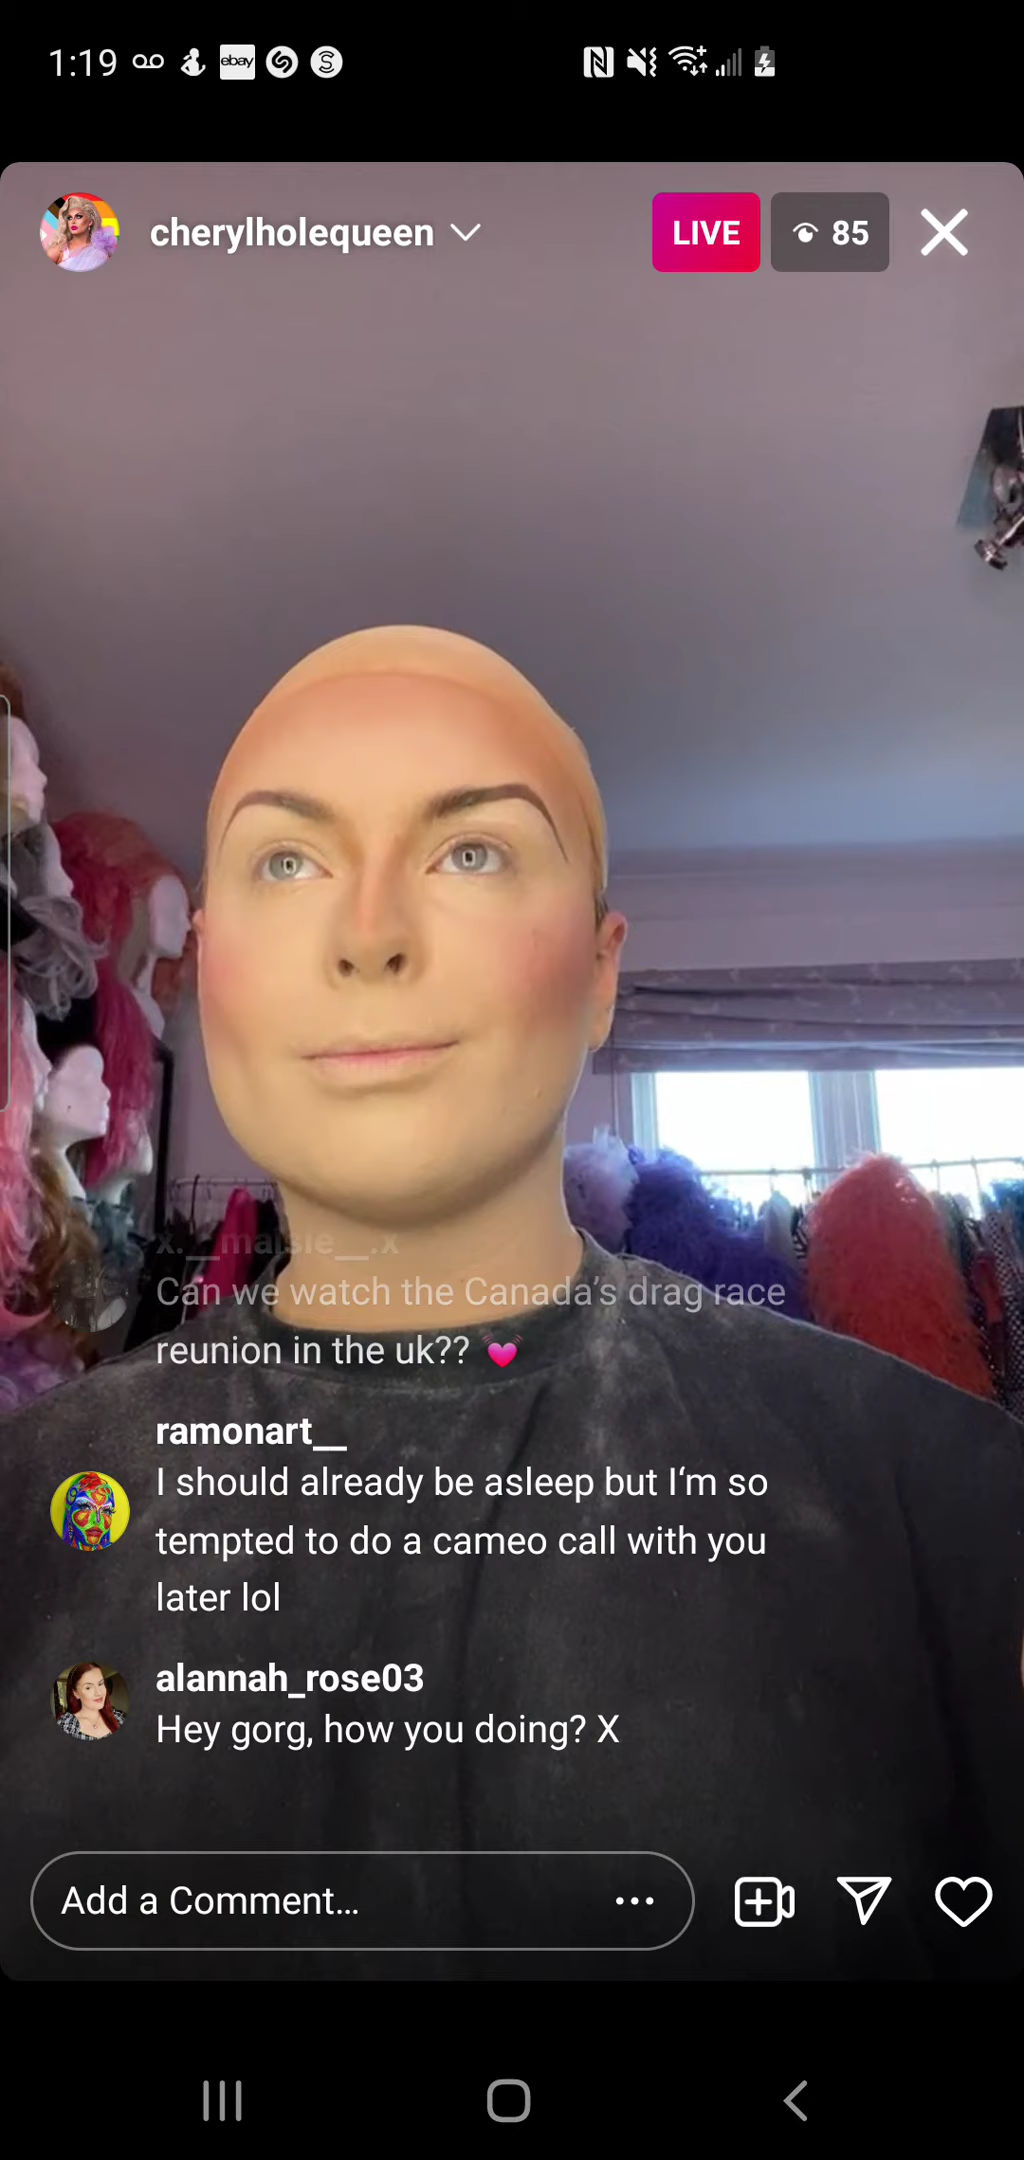 1:19
ebay
cherylholequeen
LIVE
85
x.__maisie__.x
Can we watch the Canada’s drag race
reunion in the uk?? 💓
ramonart__
I should already be asleep but I‘m so
tempted to do a cameo call with you
later lol
alannah_rose03
Hey gorg, how you doing? X
Add a Comment...